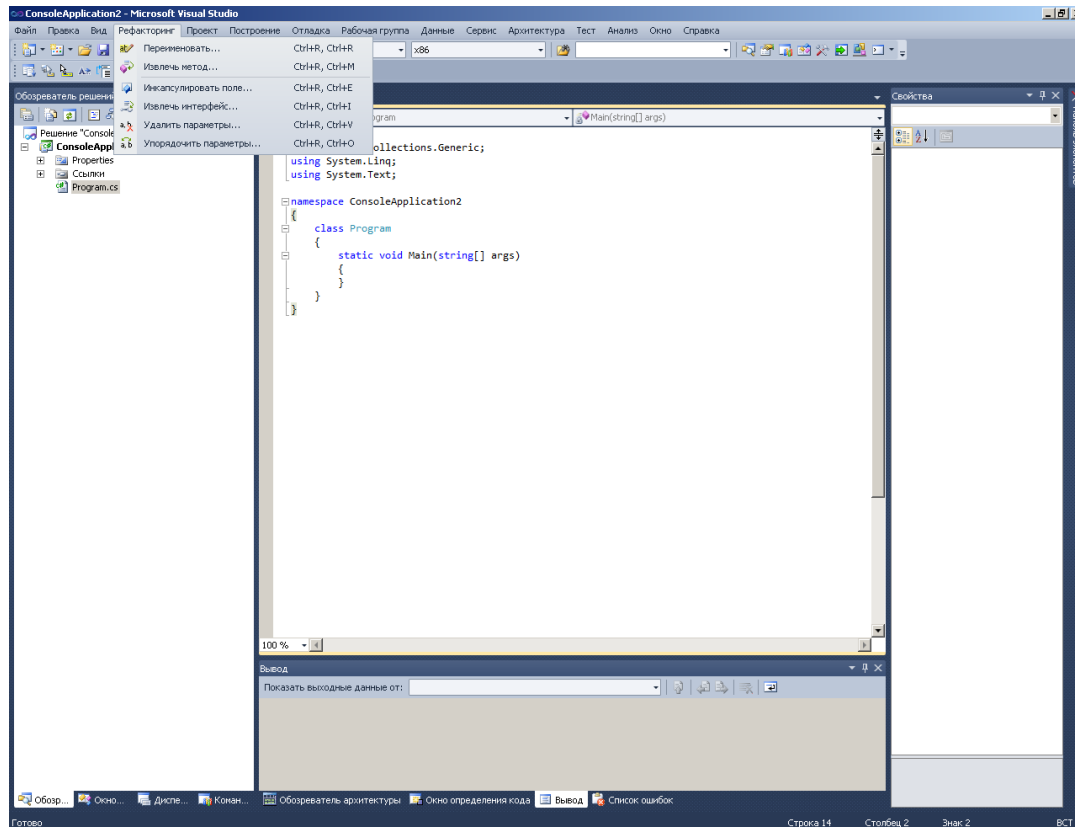 ConsoleApplication2 - Microsoft Visual Studio
Файл Правка Вид Рефакторинг Проект Построение Отладка Рабочая группа Данные Сервис Архитектура Тест Анализ Окно Справка
Переименовать... Ctrl+R, Ctrl+R
x86
Извлечь метод... Ctrl+R, Ctrl+M
Инкапсулировать поле... Ctrl+R, Ctrl+E
Извлечь интерфейс... Ctrl+R, Ctrl+I
Удалить параметры... Ctrl+R, Ctrl+V
Упорядочить параметры... Ctrl+R, Ctrl+O
Обозреватель решени
Решение "Console
ConsoleAppl
Properties
Ссылки
Program.cs
ogram
Main(string[] args)
ollections.Generic;
using System.Linq;
using System.Text;
namespace ConsoleApplication2
{
class Program
{
static void Main(string[] args)
{
}
}
}
100 %
Вывод
Показать выходные данные от:
Свойства
Обозр... Окно... Диспе... Коман... Обозреватель архитектуры Окно определения кода Вывод Список ошибок
Готово Строка 14 Столбец 2 Знак 2 ВСТ